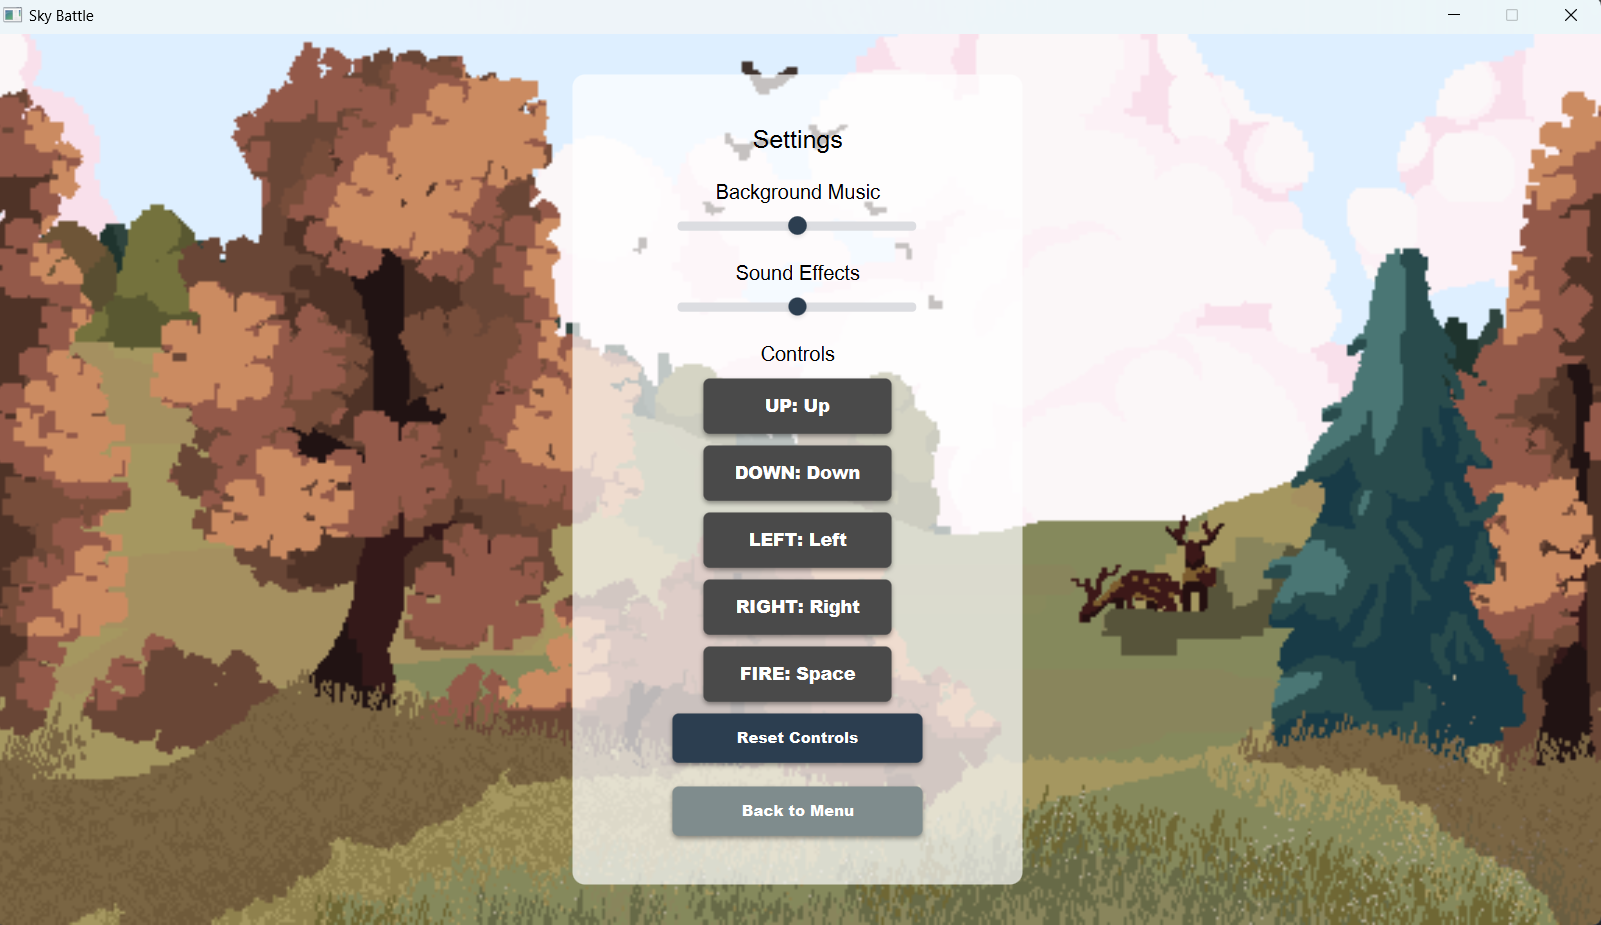 Sky Battle
Settings
Background Music
Sound Effects
Controls
UP: Up
DOWN: Down
LEFT: Left
RIGHT: Right
FIRE: Space
Reset Controls
Back to Menu